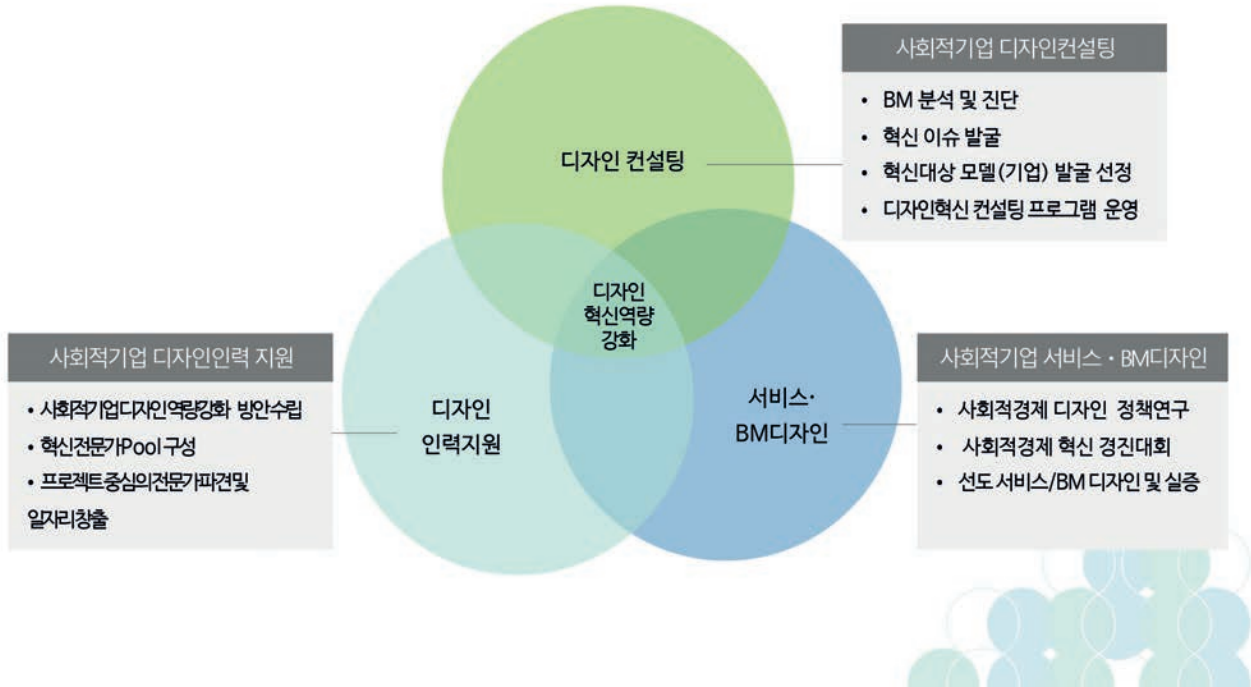 사회적기업 디자인컨설팅
• BM 분석 및 진단
• 혁신 이슈 발굴
• 혁신대상 모델(기업) 발굴 선정
• 디자인혁신 컨설팅 프로그램 운영
디자인 컨설팅
디자인
혁신역량
강화
사회적기업 디자인인력 지원
• 사회적기업디자인역량강화 방안수립
• 혁신전문가Pool 구성
• 프로젝트중심의전문가파견및
일자리창출
디자인
인력지원
서비스·
BM디자인
사회적기업 서비스・BM디자인
• 사회적경제 디자인 정책연구
• 사회적경제 혁신 경진대회
• 선도 서비스/BM 디자인 및 실증